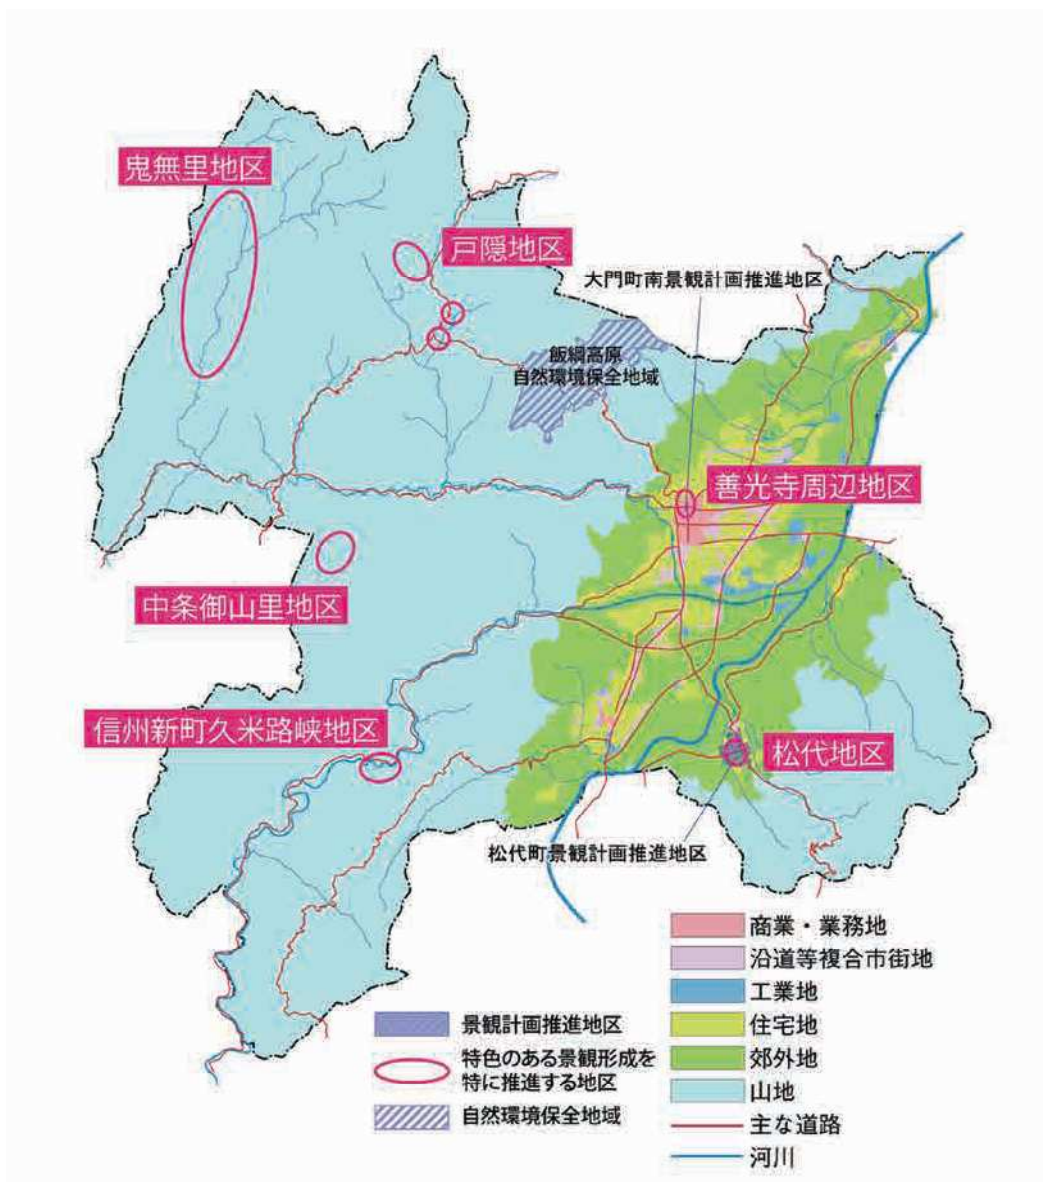 鬼無里地区
戸隠地区
大門町南景観計画推進地区
飯綱高原
自然環境保全地域
善光寺周辺地区
中条御山里地区
信州新町久米路峡地区
松代地区
松代町景観計画推進地区
景観計画推進地区
特色のある景観形成を
特に推進する地区
自然環境保全地域
商業・業務地
沿道等複合市街地
工業地
住宅地
郊外地
山地
主な道路
河川